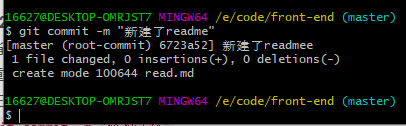 16627@DESKTOP-OMRJST7 MINGW64 /e/code/front-end (master)
$ git commit -m "新建了readme"
[master (root-commit) 6723a52] 新建了readmee
 1 file changed, 0 insertions(+), 0 deletions(-)
 create mode 100644 read.md
16627@DESKTOP-OMRJST7 MINGW64 /e/code/front-end (master)
$